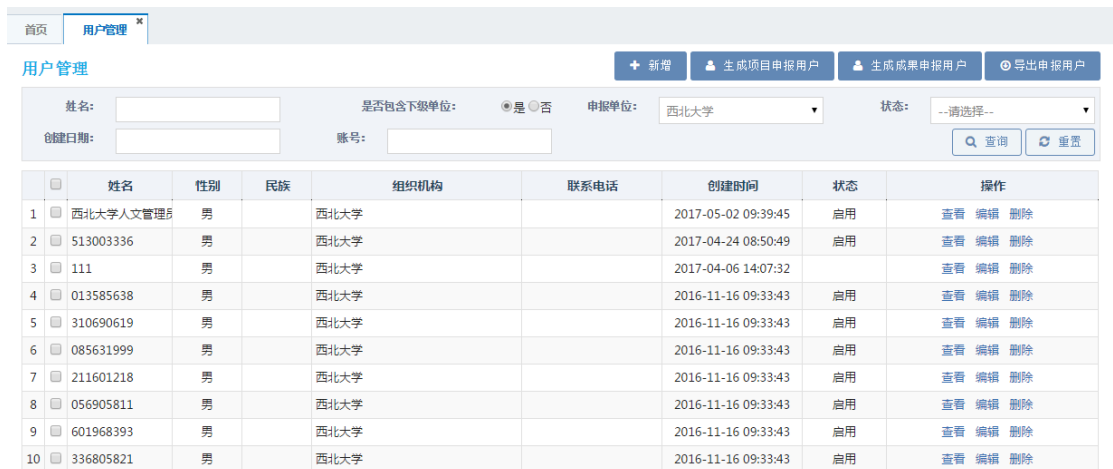 首页 用户管理
用户管理 新增 生成项目申报用户 生成成果申报用户 导出申报用户
姓名： 是否包含下级单位： 是 否 申报单位： 西北大学 状态： --请选择--
创建日期： 账号： 查询 重置
姓名 性别 民族 组织机构 联系电话 创建时间 状态 操作
1 西北大学人文管理员 男 西北大学 2017-05-02 09:39:45 启用 查看 编辑 删除
2 513003336 男 西北大学 2017-04-24 08:50:49 启用 查看 编辑 删除
3 111 男 西北大学 2017-04-06 14:07:32 查看 编辑 删除
4 013585638 男 西北大学 2016-11-16 09:33:43 启用 查看 编辑 删除
5 310690619 男 西北大学 2016-11-16 09:33:43 启用 查看 编辑 删除
6 085631999 男 西北大学 2016-11-16 09:33:43 启用 查看 编辑 删除
7 211601218 男 西北大学 2016-11-16 09:33:43 启用 查看 编辑 删除
8 056905811 男 西北大学 2016-11-16 09:33:43 启用 查看 编辑 删除
9 601968393 男 西北大学 2016-11-16 09:33:43 启用 查看 编辑 删除
10 336805821 男 西北大学 2016-11-16 09:33:43 启用 查看 编辑 删除